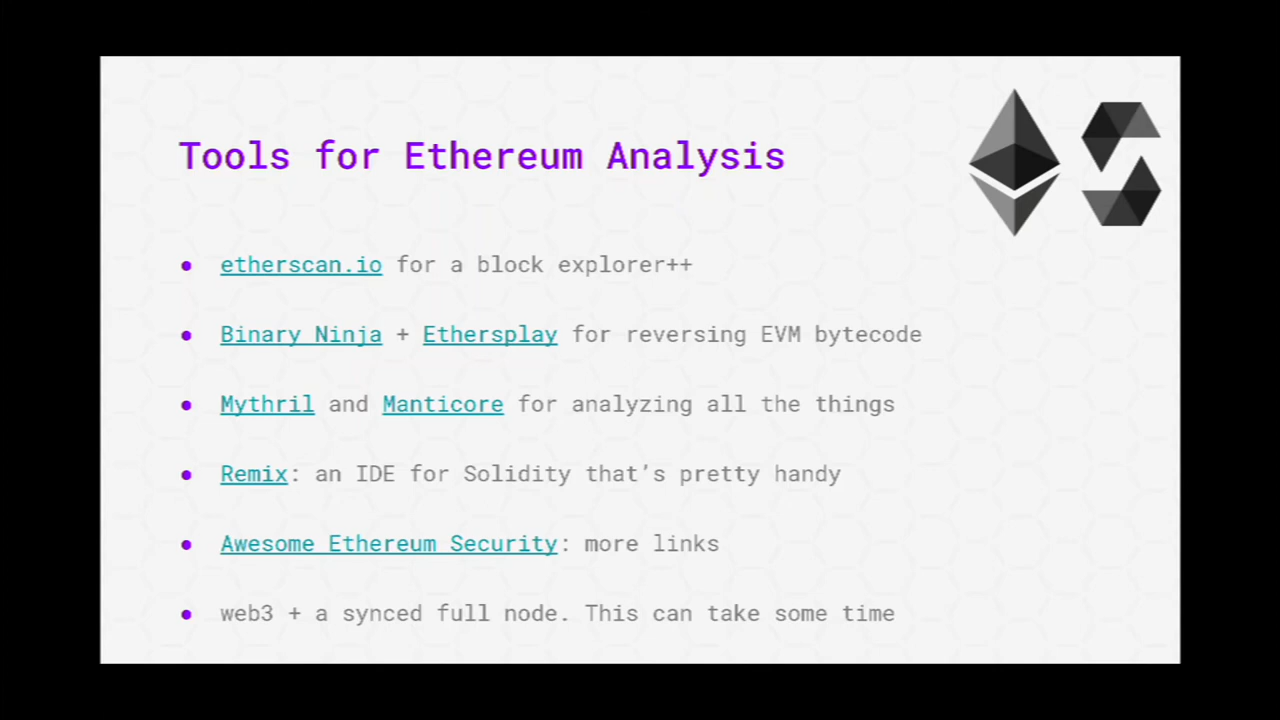 Tools for Ethereum Analysis
● etherscan.io for a block explorer++
● Binary Ninja + Ethersplay for reversing EVM bytecode
● Mythril and Manticore for analyzing all the things
● Remix: an IDE for Solidity that's pretty handy
● Awesome Ethereum Security: more links
● web3 + a synced full node. This can take some time